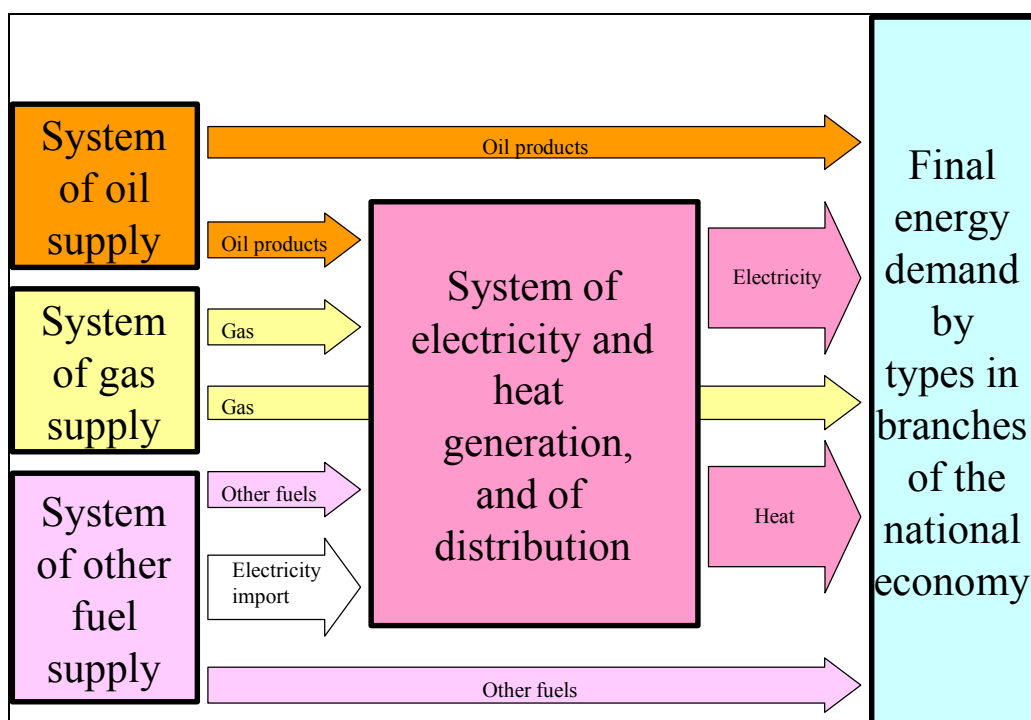 System
of oil
supply
System
of gas
supply
System
of other
fuel
supply
Oil products
Oil products
Gas
Gas
Other fuels
Electricity
import
Other fuels
System of
electricity and
heat
generation,
and of
distribution
Electricity
Heat
Final
energy
demand
by
types in
branches
of the
national
economy